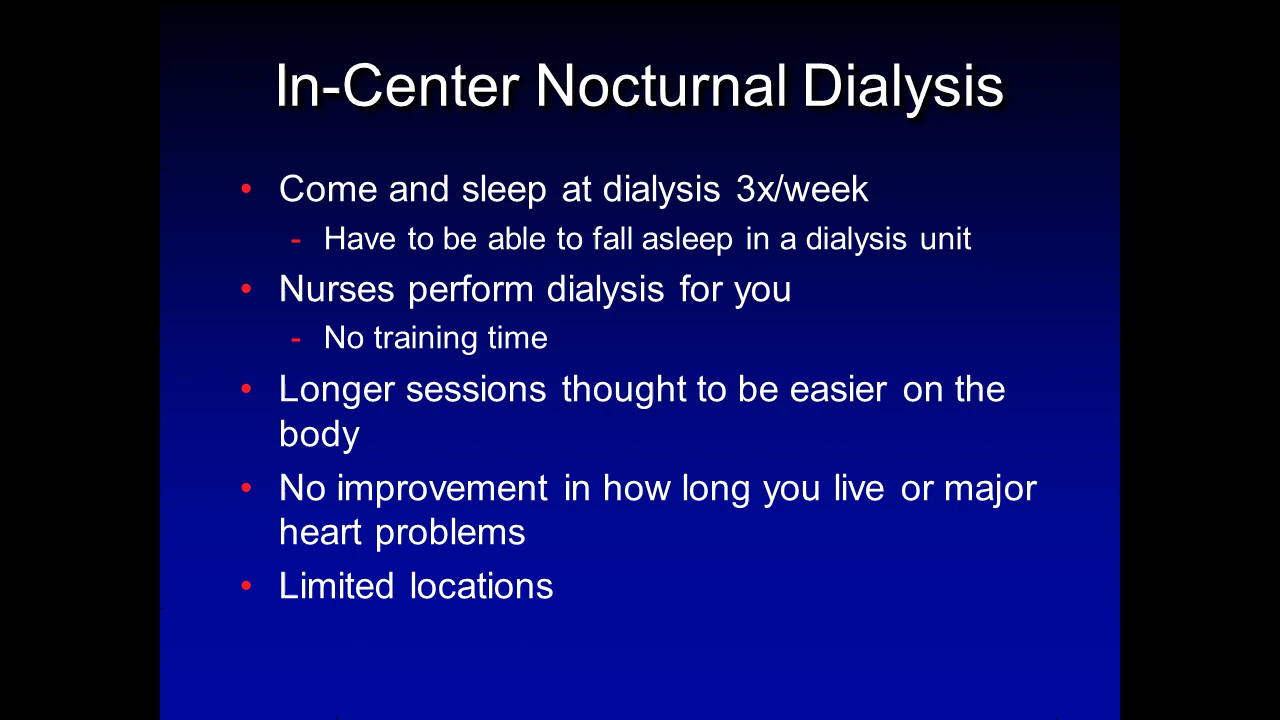 In-Center Nocturnal Dialysis
• Come and sleep at dialysis 3x/week
- Have to be able to fall asleep in a dialysis unit
• Nurses perform dialysis for you
- No training time
• Longer sessions thought to be easier on the
body
• No improvement in how long you live or major
heart problems
• Limited locations